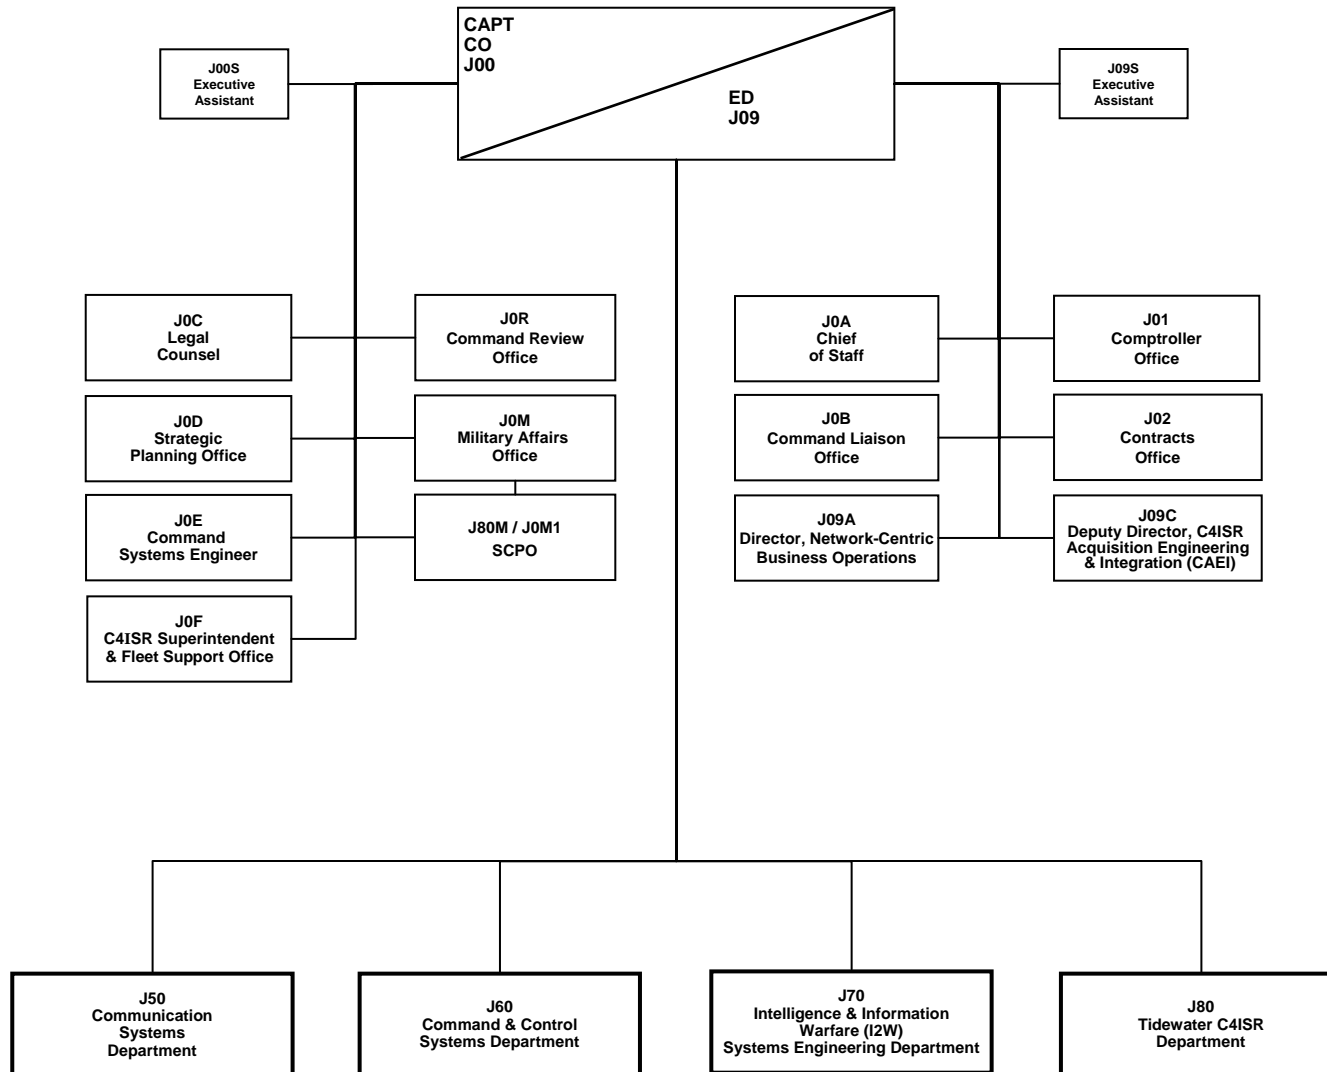 CAPT
CO
J00
ED
J09
J00S
Executive
Assistant
J09S
Executive
Assistant
J0C
Legal
Counsel
J0R
Command Review
Office
J0A
Chief
of Staff
J01
Comptroller
Office
J0D
Strategic
Planning Office
J0M
Military Affairs
Office
J0B
Command Liaison
Office
J02
Contracts
Office
J0E
Command
Systems Engineer
J80M / J0M1
SCPO
J09A
Director, Network-Centric
Business Operations
J09C
Deputy Director, C4ISR
Acquisition Engineering
& Integration (CAEI)
J0F
C4ISR Superintendent
& Fleet Support Office
J50
Communication
Systems
Department
J60
Command & Control
Systems Department
J70
Intelligence & Information
Warfare (I2W)
Systems Engineering Department
J80
Tidewater C4ISR
Department